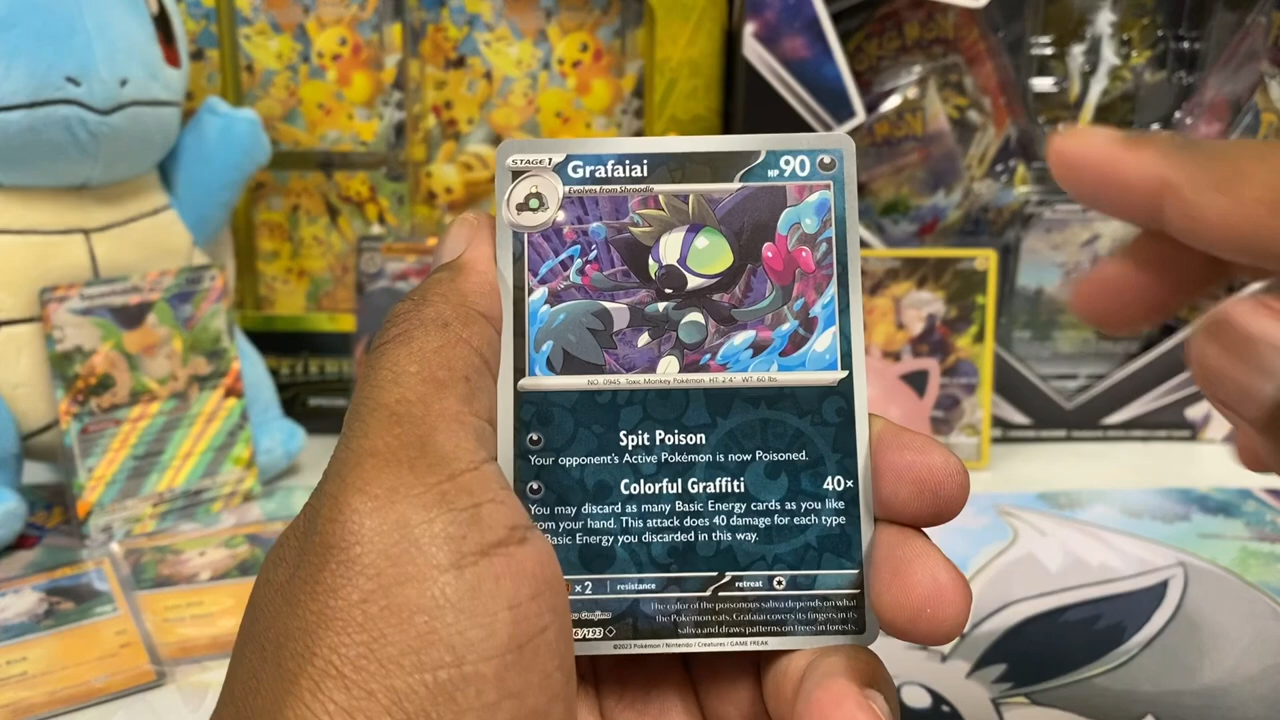 STAGE1
Grafaiai
HP 90
Evolves from Shroodle
NO. 0945 Toxic Monkey Pokémon HT: 2'4" WT: 60 lbs
Spit Poison
Your opponent's Active Pokémon is now Poisoned.
Colorful Graffiti 40×
You may discard as many Basic Energy cards as you like
from your hand. This attack does 40 damage for each type
Basic Energy you discarded in this way.
×2 resistance retreat
The color of the poisonous saliva depends on what
the Pokémon eats. Grafaiai covers its fingers in its
saliva and draws patterns on trees in forests.
Gunjima
6/193
©2023 Pokémon / Nintendo / Creatures / GAME FREAK